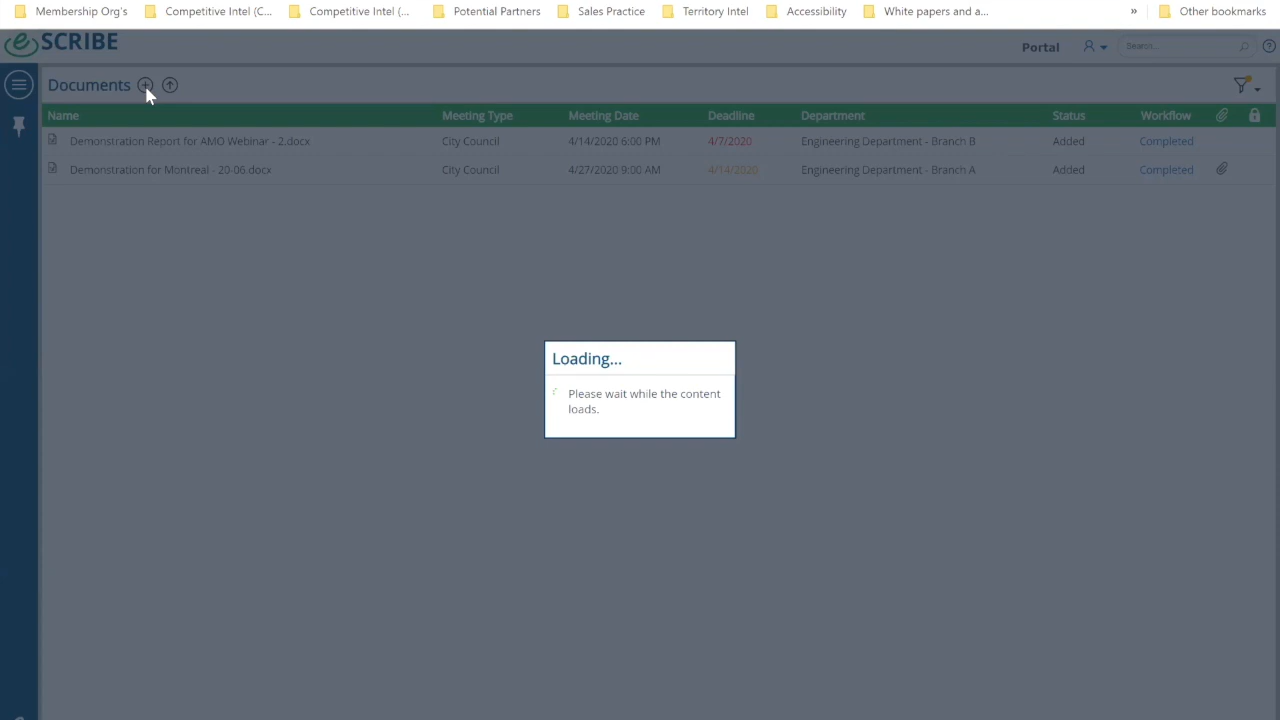 Membership Org's Competitive Intel (C... Competitive Intel (... Potential Partners Sales Practice Territory Intel Accessibility White papers and a... » Other bookmarks
eSCRIBE Portal Search...
Documents
Name Meeting Type Meeting Date Deadline Department Status Workflow
Demonstration Report for AMO Webinar - 2.docx City Council 4/14/2020 6:00 PM 4/7/2020 Engineering Department - Branch B Added Completed
Demonstration for Montreal - 20-06.docx City Council 4/27/2020 9:00 AM 4/14/2020 Engineering Department - Branch A Added Completed
Loading...
Please wait while the content
loads.